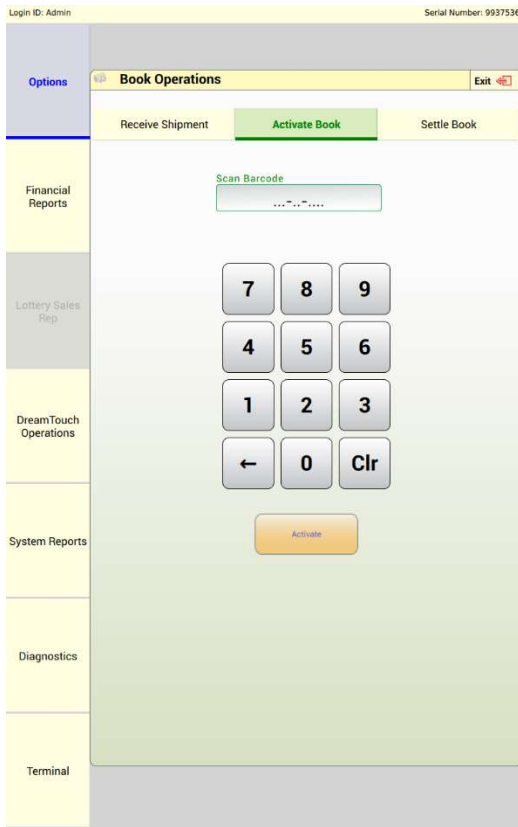 Login ID: Admin
Serial Number: 9937536
Options
Book Operations
Exit
Receive Shipment
Activate Book
Settle Book
Financial
Reports
Scan Barcode
...-..-....
Lottery Sales
Rep
7
8
9
4
5
6
DreamTouch
Operations
1
2
3
←
0
Clr
System Reports
Activate
Diagnostics
Terminal